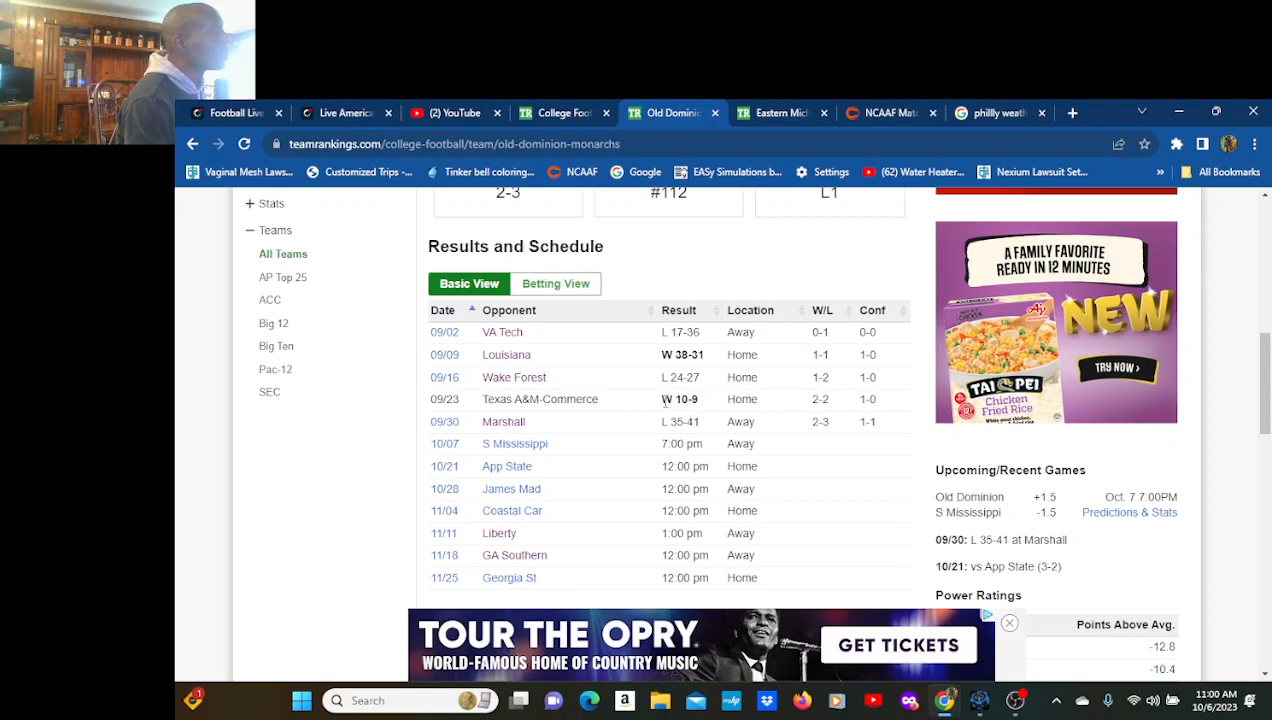 Football Live
Live America
(2) YouTube
College Foot
Old Dominio
Eastern Mich
NCAAF Mat
phillly weath
teamrankings.com/college-football/team/old-dominion-monarchs
Vaginal Mesh Laws...
Customized Trips -...
Tinker bell coloring...
NCAAF
Google
EASy Simulations b...
Settings
(62) Water Heater...
Nexium Lawsuit Set...
»
All Bookmarks
+ Stats
− Teams
All Teams
AP Top 25
ACC
Big 12
Big Ten
Pac-12
SEC
2-3 #112 L1
Results and Schedule
Basic View Betting View
Date Opponent Result Location W/L Conf
09/02 VA Tech L 17-36 Away 0-1 0-0
09/09 Louisiana W 38-31 Home 1-1 1-0
09/16 Wake Forest L 24-27 Home 1-2 1-0
09/23 Texas A&M-Commerce W 10-9 Home 2-2 1-0
09/30 Marshall L 35-41 Away 2-3 1-1
10/07 S Mississippi 7:00 pm Away
10/21 App State 12:00 pm Home
10/28 James Mad 12:00 pm Away
11/04 Coastal Car 12:00 pm Home
11/11 Liberty 1:00 pm Away
11/18 GA Southern 12:00 pm Away
11/25 Georgia St 12:00 pm Home
A FAMILY FAVORITE
READY IN 12 MINUTES
NEW
TRY NOW ›
TAI PEI
Chicken
Fried Rice
Upcoming/Recent Games
Old Dominion +1.5 Oct. 7 7:00PM
S Mississippi -1.5 Predictions & Stats
09/30: L 35-41 at Marshall
10/21: vs App State (3-2)
Power Ratings
Points Above Avg.
-12.8
-10.4
TOUR THE OPRY
WORLD-FAMOUS HOME OF COUNTRY MUSIC
GET TICKETS
1
Search
11:00 AM
10/6/2023